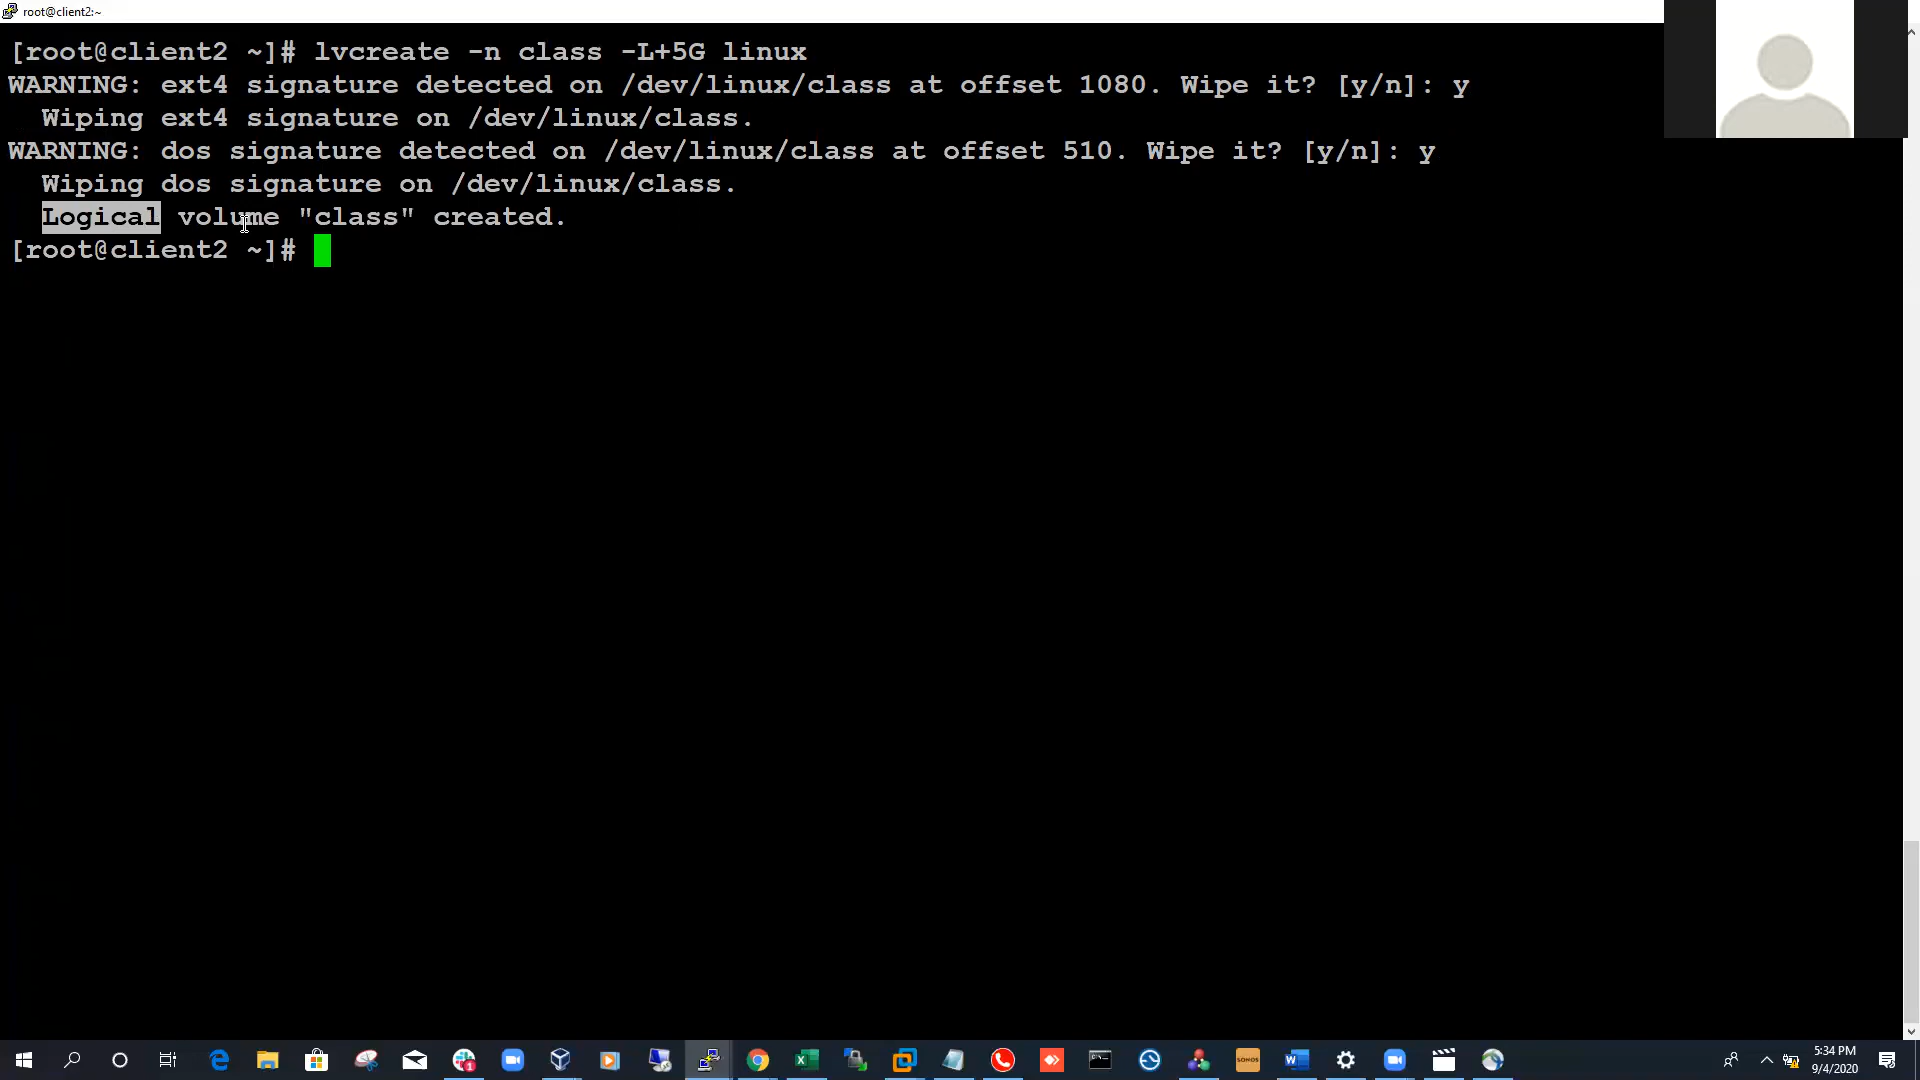 root@client2:~
[root@client2 ~]# lvcreate -n class -L+5G linux
WARNING: ext4 signature detected on /dev/linux/class at offset 1080. Wipe it? [y/n]: y
  Wiping ext4 signature on /dev/linux/class.
WARNING: dos signature detected on /dev/linux/class at offset 510. Wipe it? [y/n]: y
  Wiping dos signature on /dev/linux/class.
  Logical volume "class" created.
[root@client2 ~]#
SONOS
5:34 PM
9/4/2020